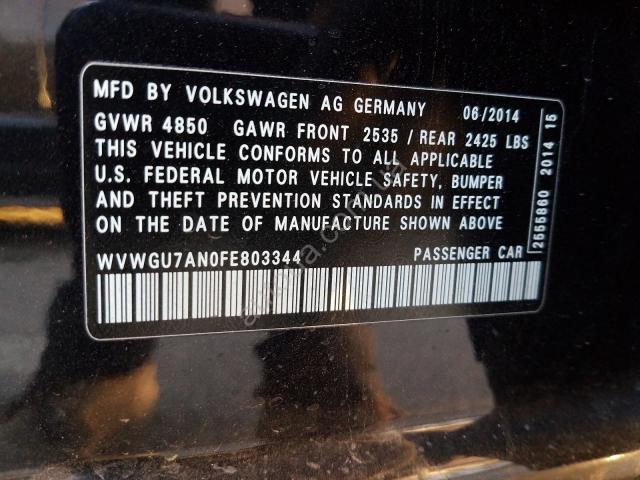 MFD BY VOLKSWAGEN AG GERMANY 06/2014
GVWR 4850 GAWR FRONT 2535 / REAR 2425 LBS
THIS VEHICLE CONFORMS TO ALL APPLICABLE
U.S. FEDERAL MOTOR VEHICLE SAFETY, BUMPER
AND THEFT PREVENTION STANDARDS IN EFFECT
ON THE DATE OF MANUFACTURE SHOWN ABOVE
WVWGU7AN0FE803344 PASSENGER CAR
2555860 2014 15